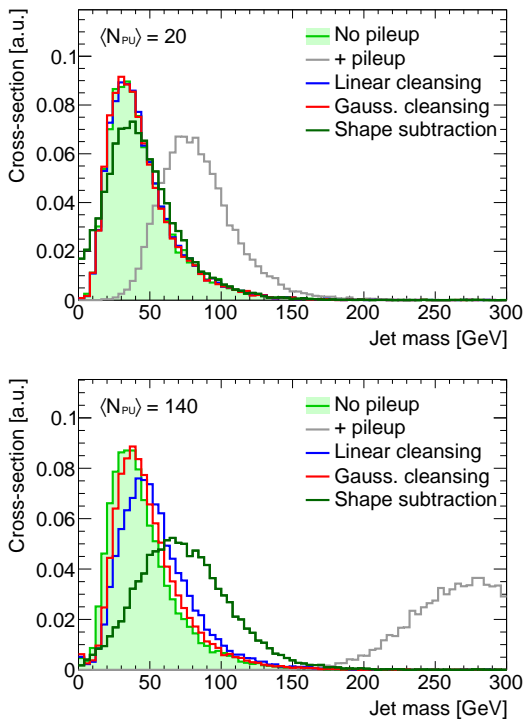 ⟨N_PU⟩ = 20
No pileup
+ pileup
Linear cleansing
Gauss. cleansing
Shape subtraction
Cross-section [a.u.]
0.1
0.08
0.06
0.04
0.02
0
0 50 100 150 200 250 300
Jet mass [GeV]
⟨N_PU⟩ = 140
No pileup
+ pileup
Linear cleansing
Gauss. cleansing
Shape subtraction
Cross-section [a.u.]
0.1
0.08
0.06
0.04
0.02
0
0 50 100 150 200 250 300
Jet mass [GeV]